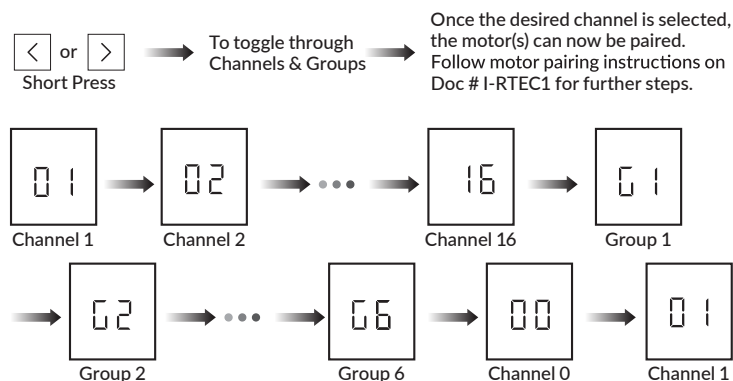 < or >
Short Press
To toggle through
Channels & Groups
Once the desired channel is selected,
the motor(s) can now be paired.
Follow motor pairing instructions on
Doc # I-RTEC1 for further steps.
01
02
16
G1
Channel 1
Channel 2
Channel 16
Group 1
G2
G6
00
01
Group 2
Group 6
Channel 0
Channel 1